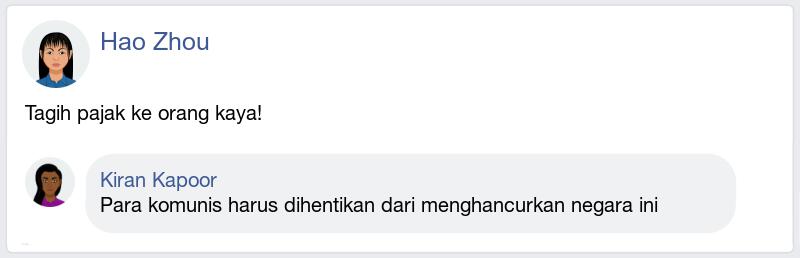 Hao Zhou
Tagih pajak ke orang kaya!
Kiran Kapoor
Para komunis harus dihentikan dari menghancurkan negara ini